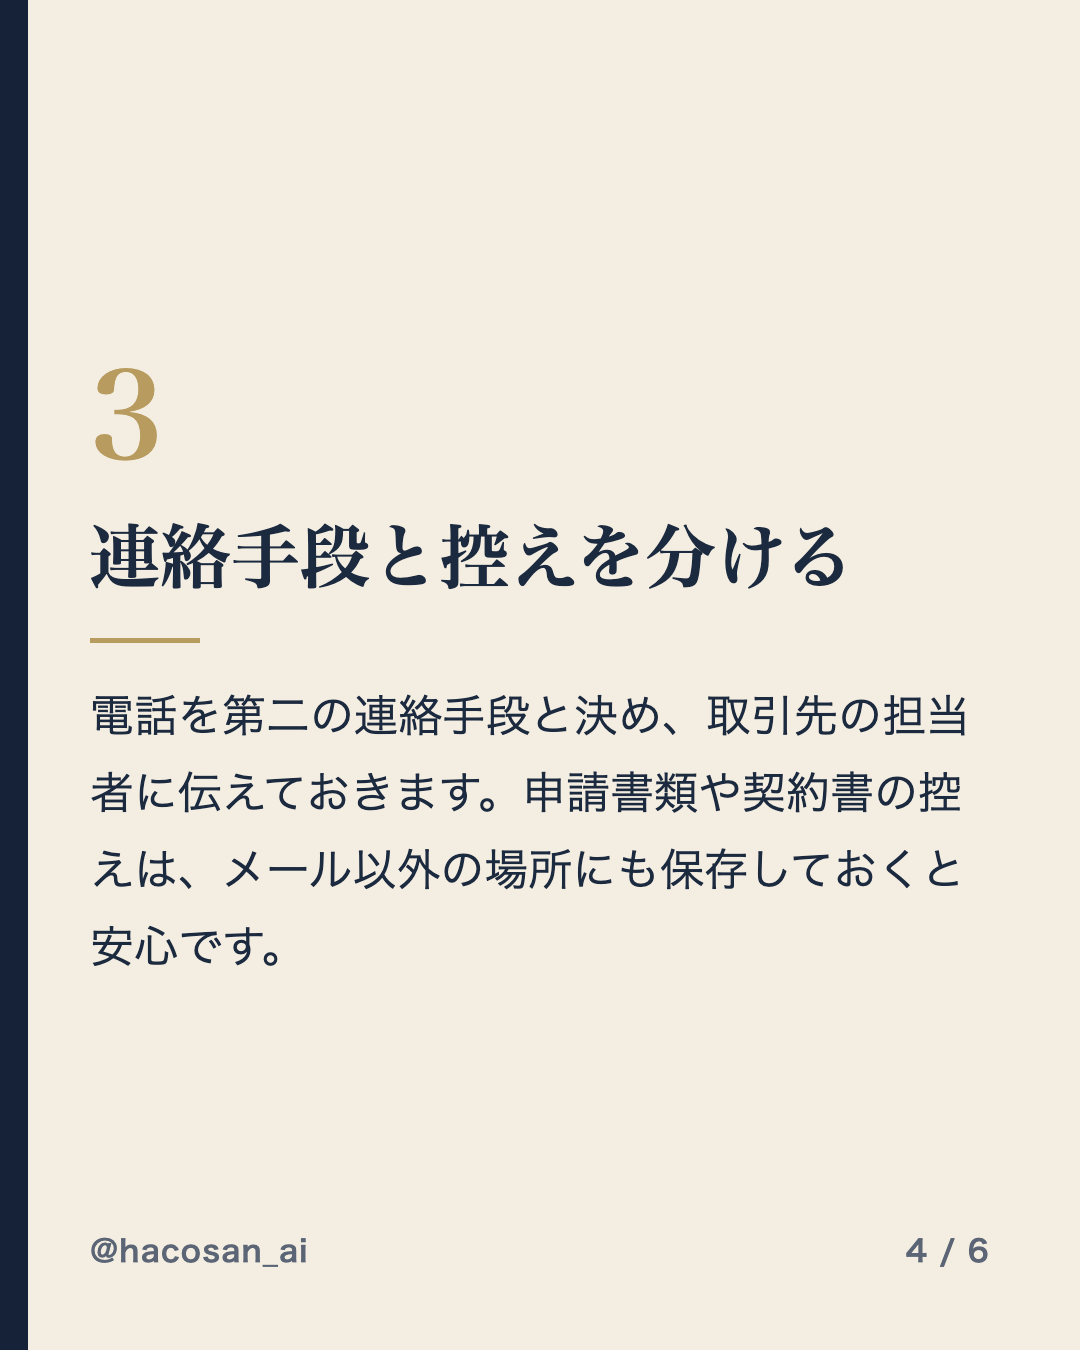 3
連絡手段と控えを分ける
電話を第二の連絡手段と決め、取引先の担当
者に伝えておきます。申請書類や契約書の控
えは、メール以外の場所にも保存しておくと
安心です。
@hacosan_ai
4 / 6